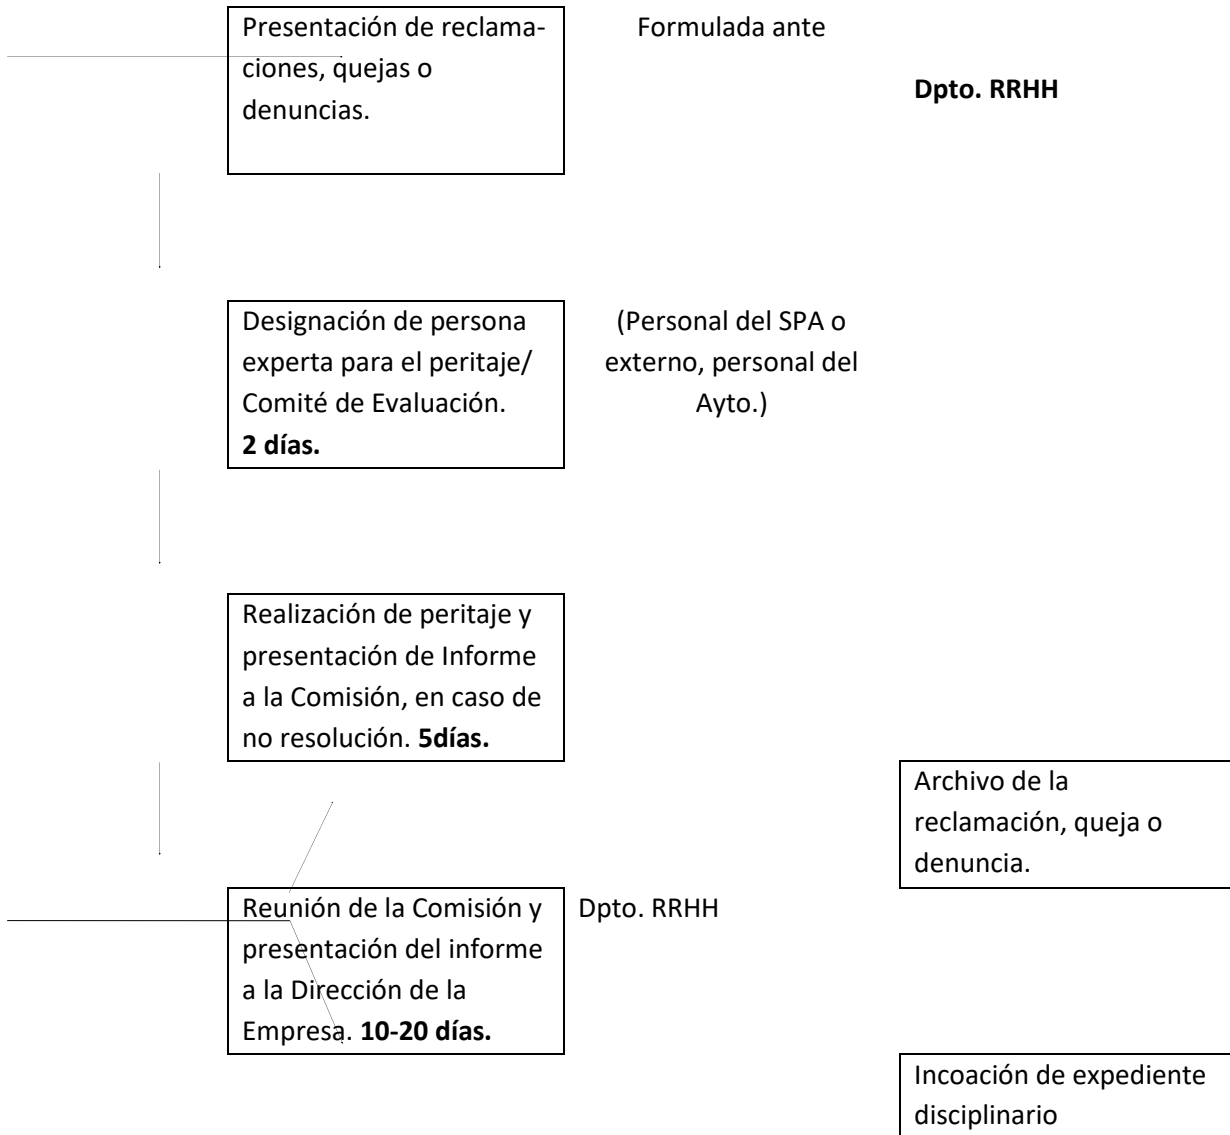 Presentación de reclama-
ciones, quejas o
denuncias.
Formulada ante
Dpto. RRHH
Designación de persona
experta para el peritaje/
Comité de Evaluación.
2 días.
(Personal del SPA o
externo, personal del
Ayto.)
Realización de peritaje y
presentación de Informe
a la Comisión, en caso de
no resolución. 5días.
Archivo de la
reclamación, queja o
denuncia.
Reunión de la Comisión y
presentación del informe
a la Dirección de la
Empresa. 10-20 días.
Dpto. RRHH
Incoación de expediente
disciplinario